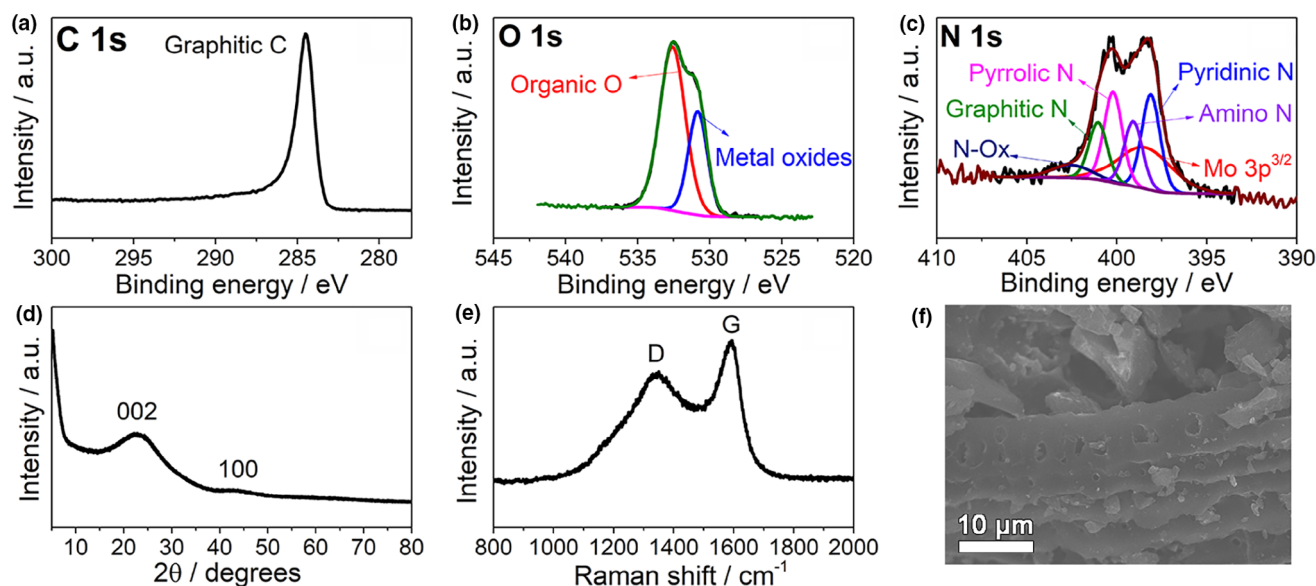 (a)
C 1s
Graphitic C
Intensity / a.u.
300 295 290 285 280
Binding energy / eV
(b)
O 1s
Organic O
Metal oxides
Intensity / a.u.
545 540 535 530 525 520
Binding energy / eV
(c)
N 1s
Pyrrolic N
Graphitic N
N-Ox
Pyridinic N
Amino N
Mo 3p3/2
Intensity / a.u.
410 405 400 395 390
Binding energy / eV
(d)
002
100
Intensity / a.u.
10 20 30 40 50 60 70 80
2θ / degrees
(e)
D
G
Intensity / a.u.
800 1000 1200 1400 1600 1800 2000
Raman shift / cm-1
(f)
10 μm